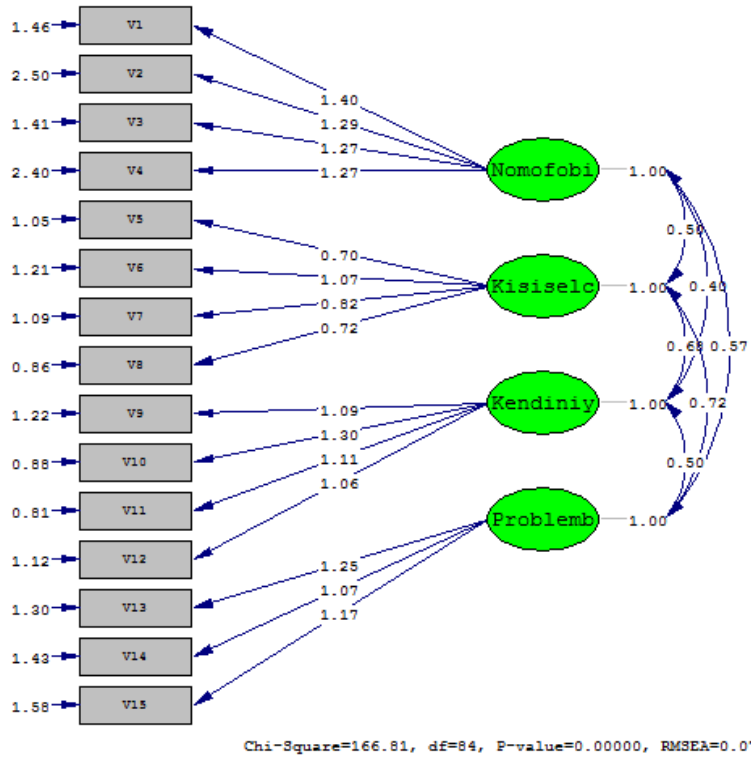 1.46 V1
2.50 V2
1.40
1.29
1.41 V3
1.27
2.40 V4 1.27 Nomofobi 1.00
1.05 V5
0.70
1.21 V6 1.07
Kisiselc 1.00 0.40
1.09 V7 0.82
0.72 0.57
0.86 V8
1.22 V9 1.09 Kendiniy 1.00 0.72
1.30
0.88 V10 1.11
0.50
1.06
0.81 V11
Problemb 1.00
1.12 V12
1.25
1.07
1.30 V13
1.17
1.43 V14
1.58 V15
Chi-Square=166.81, df=84, P-value=0.00000, RMSEA=0.07